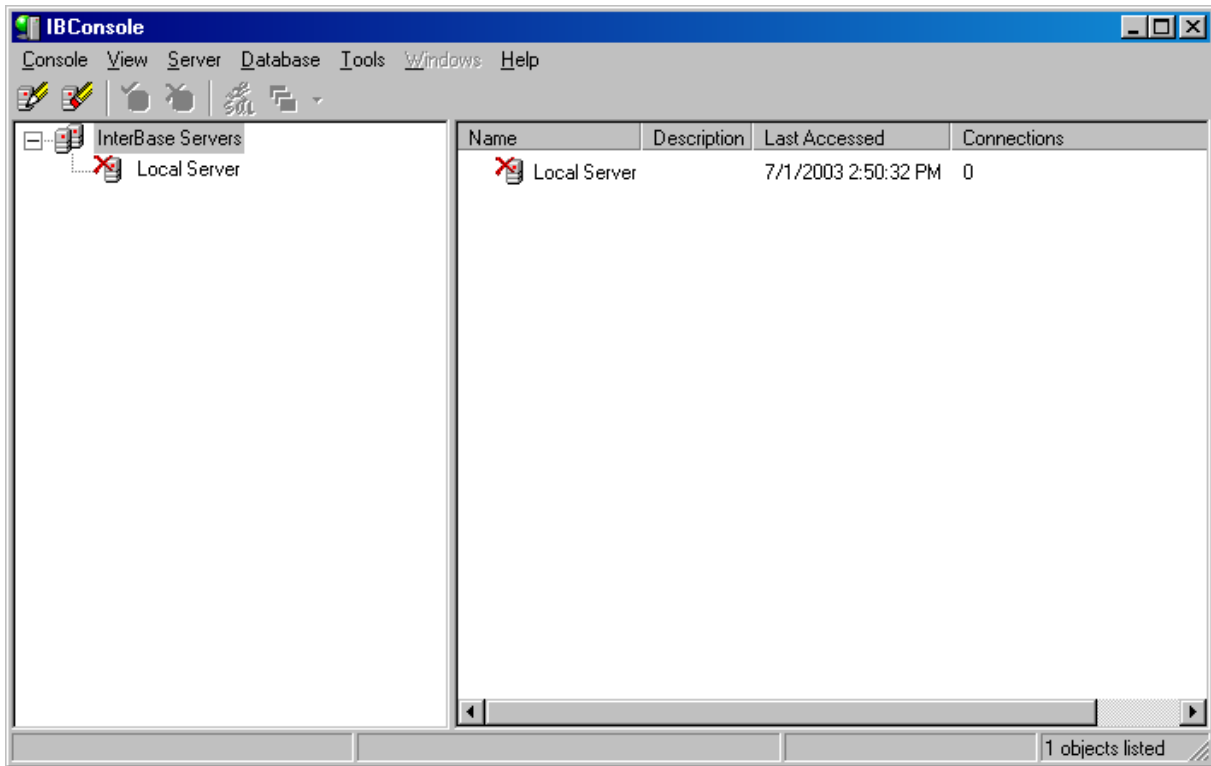 IBConsole
Console View Server Database Tools Windows Help
SQL
InterBase Servers
Local Server
Name Description Last Accessed Connections
Local Server 7/1/2003 2:50:32 PM 0
1 objects listed